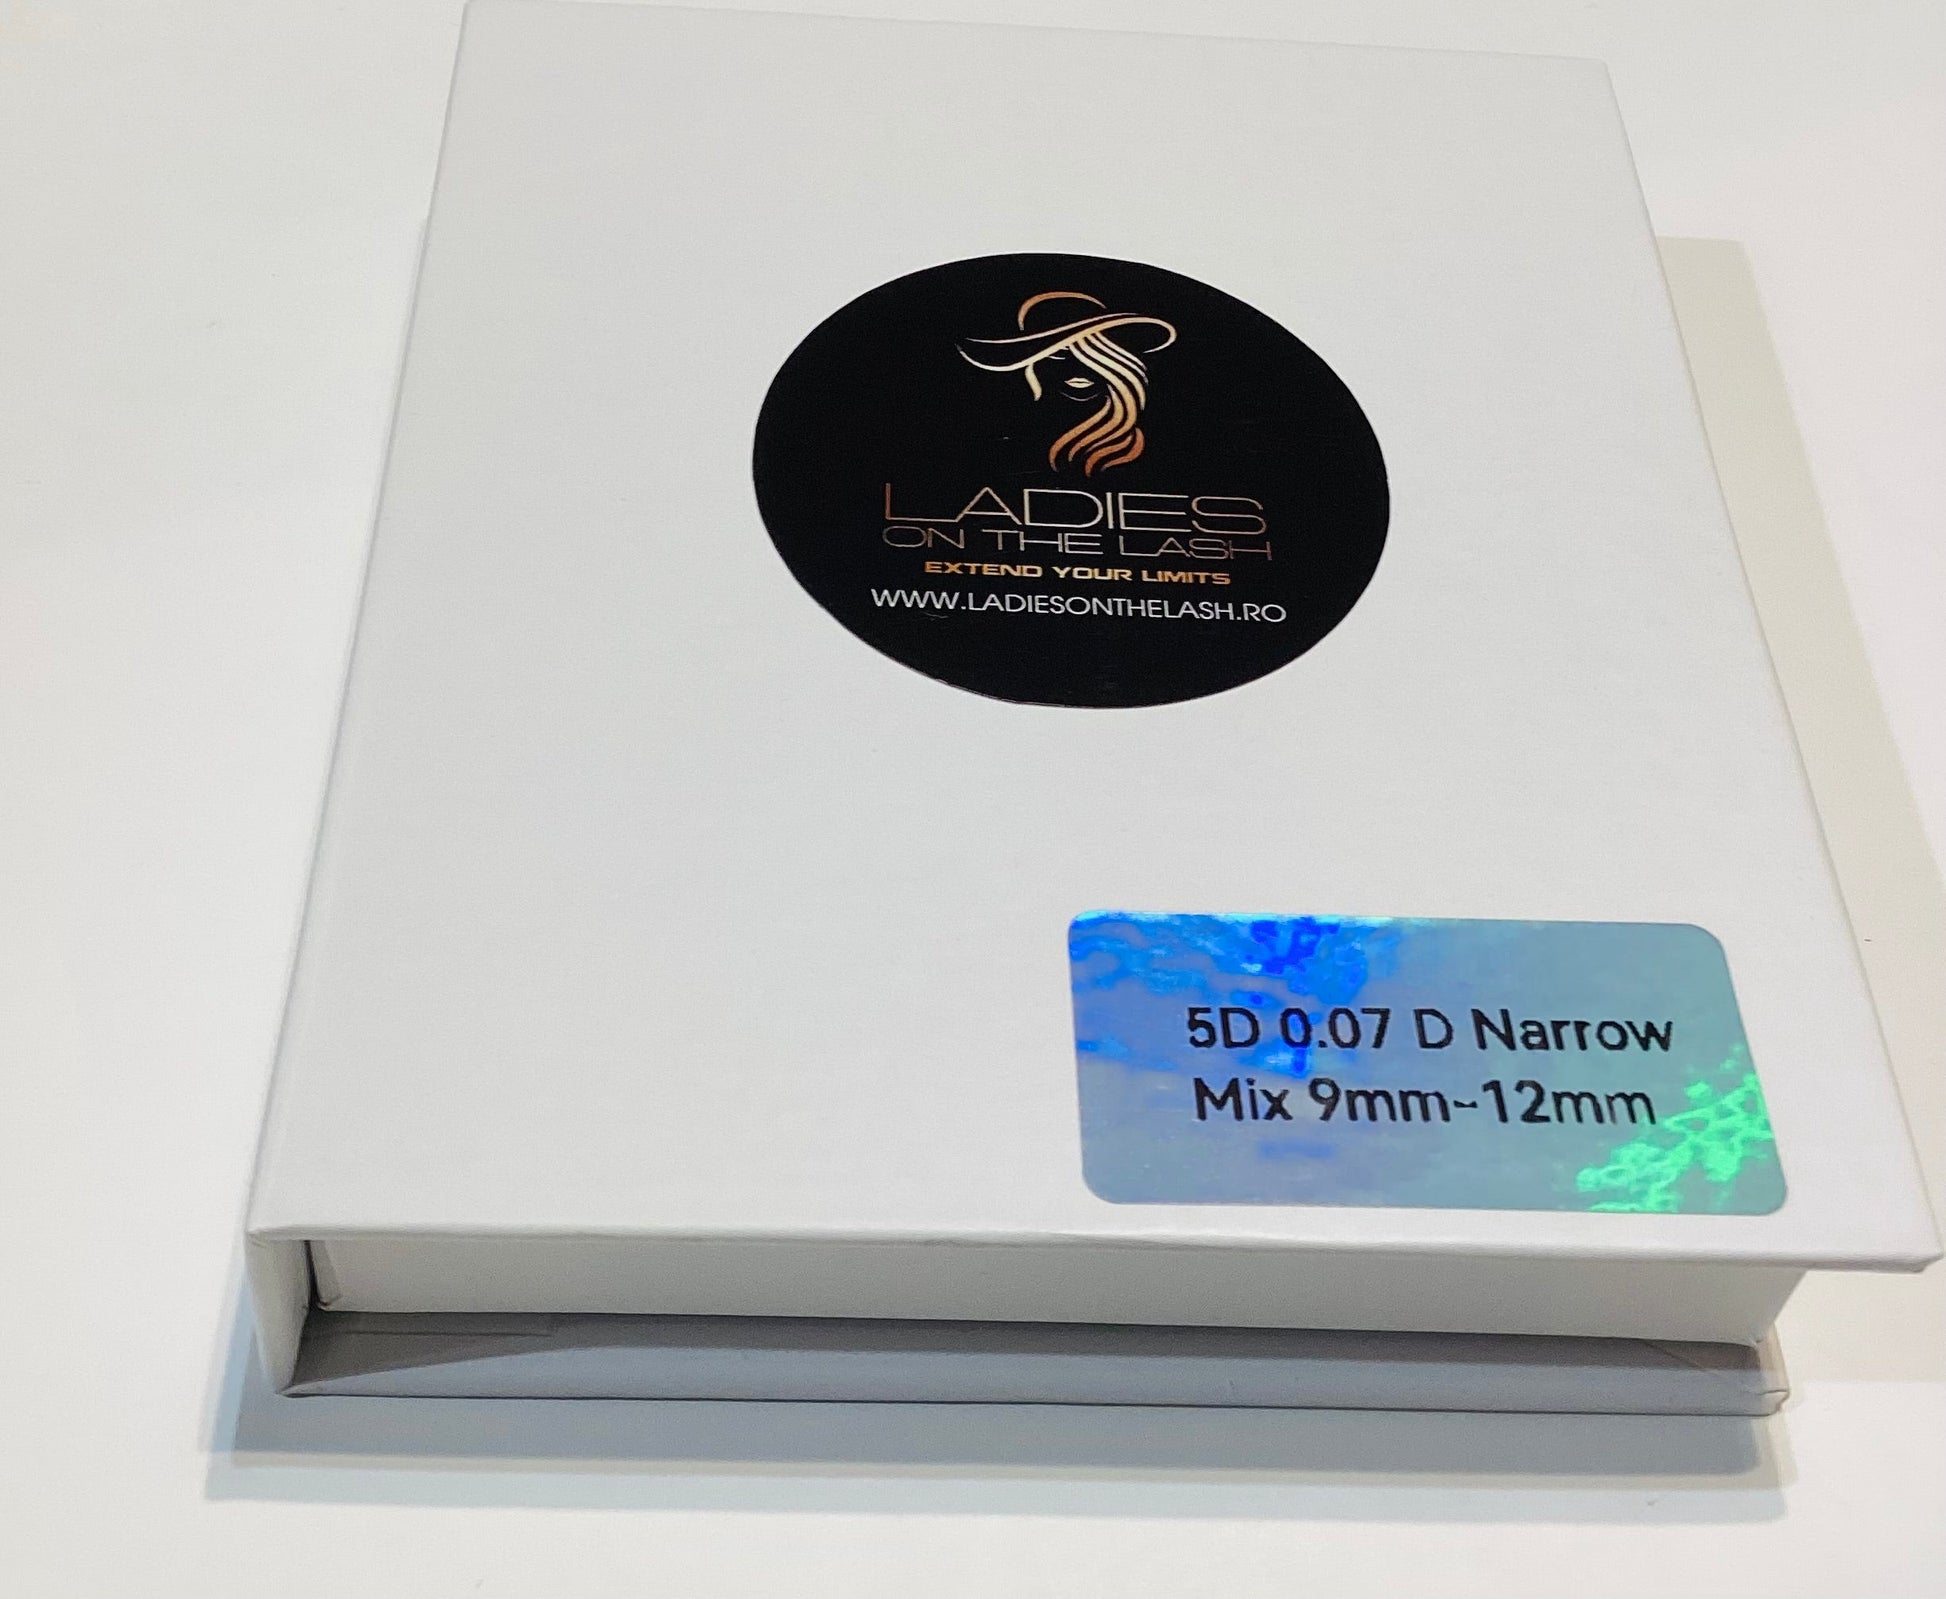 LADIES
ON THE LASH
EXTEND YOUR LIMITS
WWW.LADIESONTHELASH.RO
5D 0.07 D Narrow
Mix 9mm-12mm